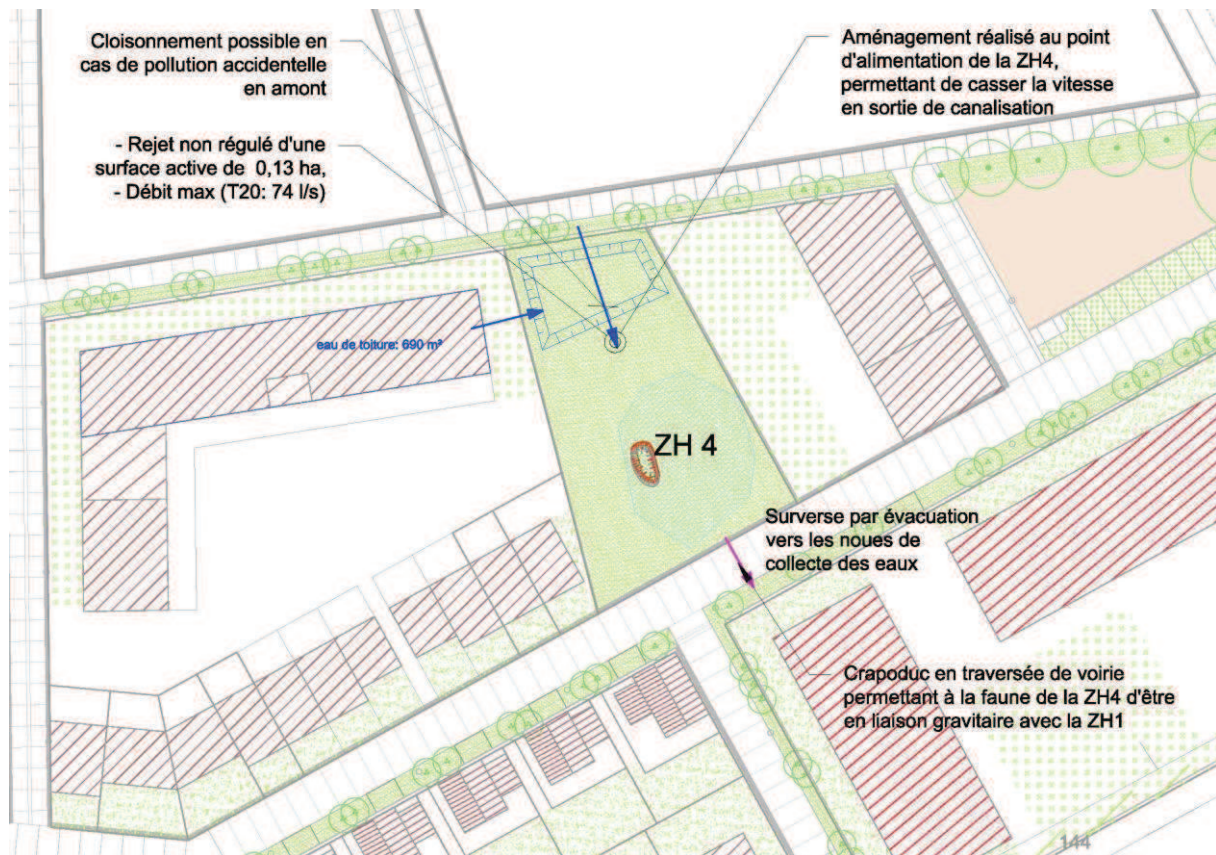 Cloisonnement possible en
cas de pollution accidentelle
en amont
Aménagement réalisé au point
d'alimentation de la ZH4,
permettant de casser la vitesse
en sortie de canalisation
- Rejet non régulé d'une
surface active de 0,13 ha,
- Débit max (T20: 74 l/s)
eau de toiture: 690 m²
ZH 4
Surverse par évacuation
vers les noues de
collecte des eaux
Crapoduc en traversée de voirie
permettant à la faune de la ZH4 d'être
en liaison gravitaire avec la ZH1
144